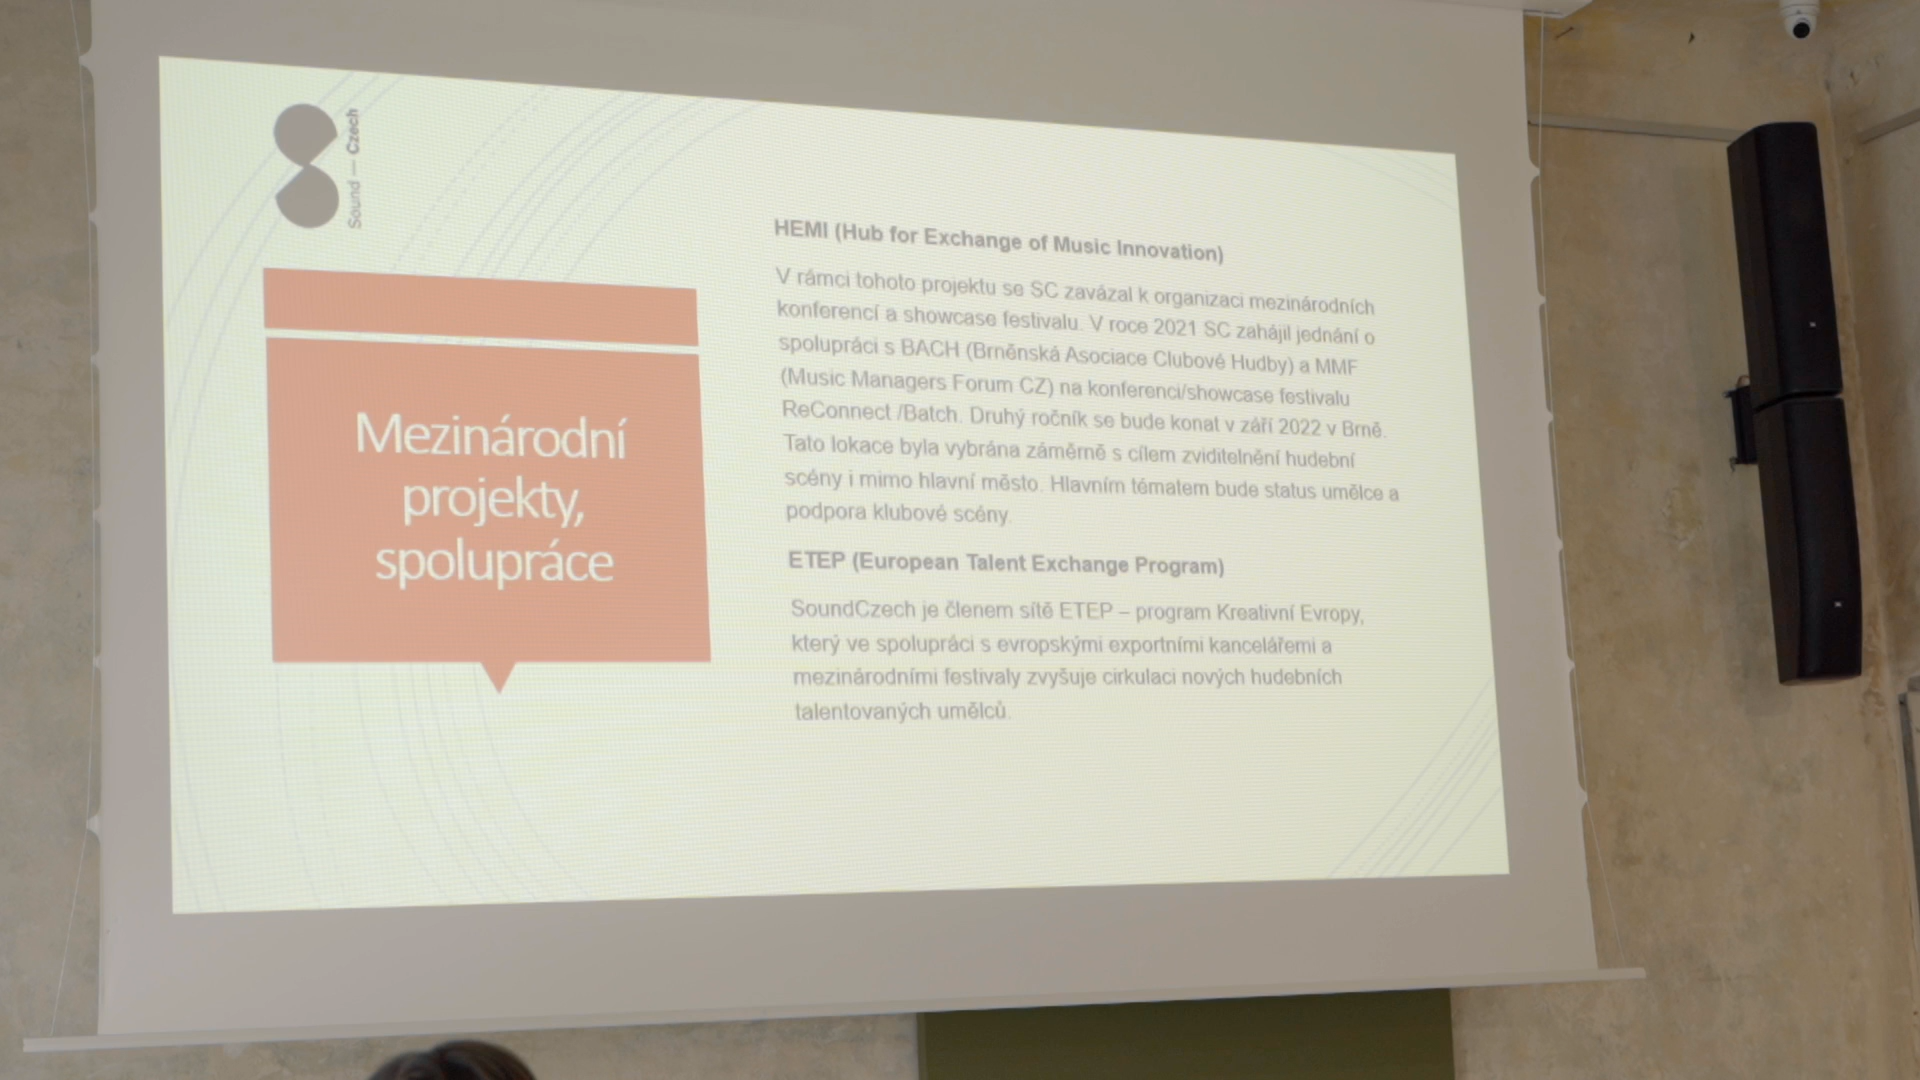 Sound — Czech
Mezinárodní
projekty,
spolupráce
HEMI (Hub for Exchange of Music Innovation)
V rámci tohoto projektu se SC zavázal k organizaci mezinárodních
konferencí a showcase festivalu. V roce 2021 SC zahájil jednání o
spolupráci s BACH (Brněnská Asociace Clubové Hudby) a MMF
(Music Managers Forum CZ) na konferenci/showcase festivalu
ReConnect /Batch. Druhý ročník se bude konat v září 2022 v Brně.
Tato lokace byla vybrána záměrně s cílem zviditelnění hudební
scény i mimo hlavní město. Hlavním tématem bude status umělce a
podpora klubové scény.
ETEP (European Talent Exchange Program)
SoundCzech je členem sítě ETEP – program Kreativní Evropy,
který ve spolupráci s evropskými exportními kancelářemi a
mezinárodními festivaly zvyšuje cirkulaci nových hudebních
talentovaných umělců.